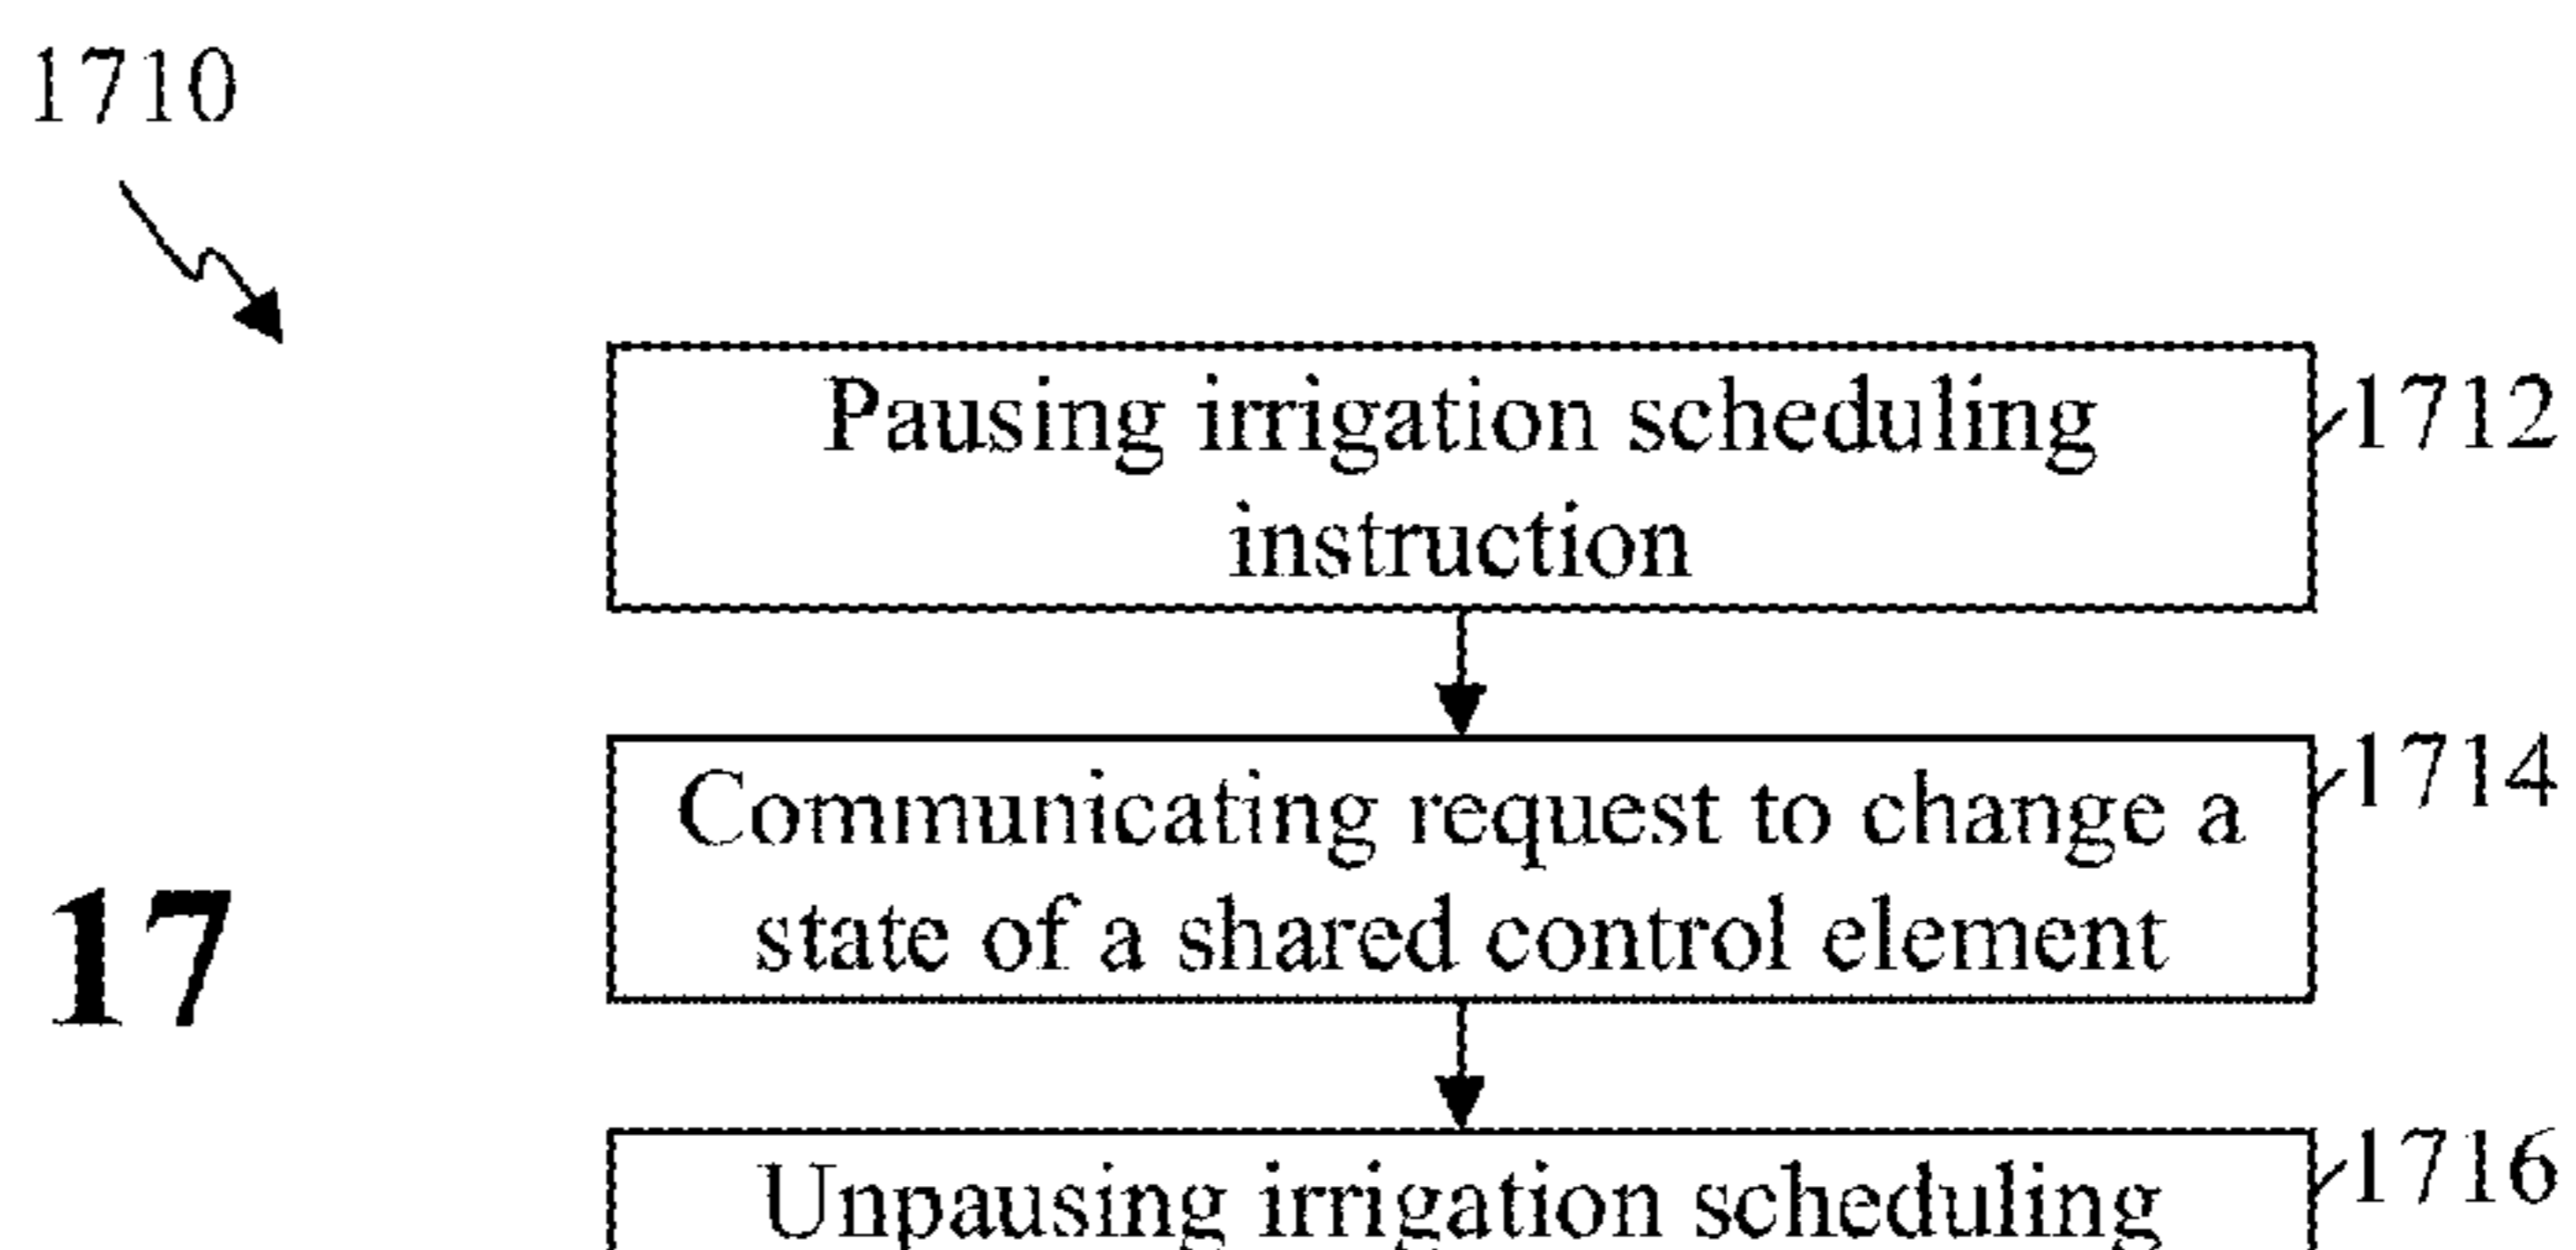 1710
Pausing irrigation scheduling
instruction
1712
Communicating request to change a
state of a shared control element
1714
17
Unpausing irrigation scheduling
1716